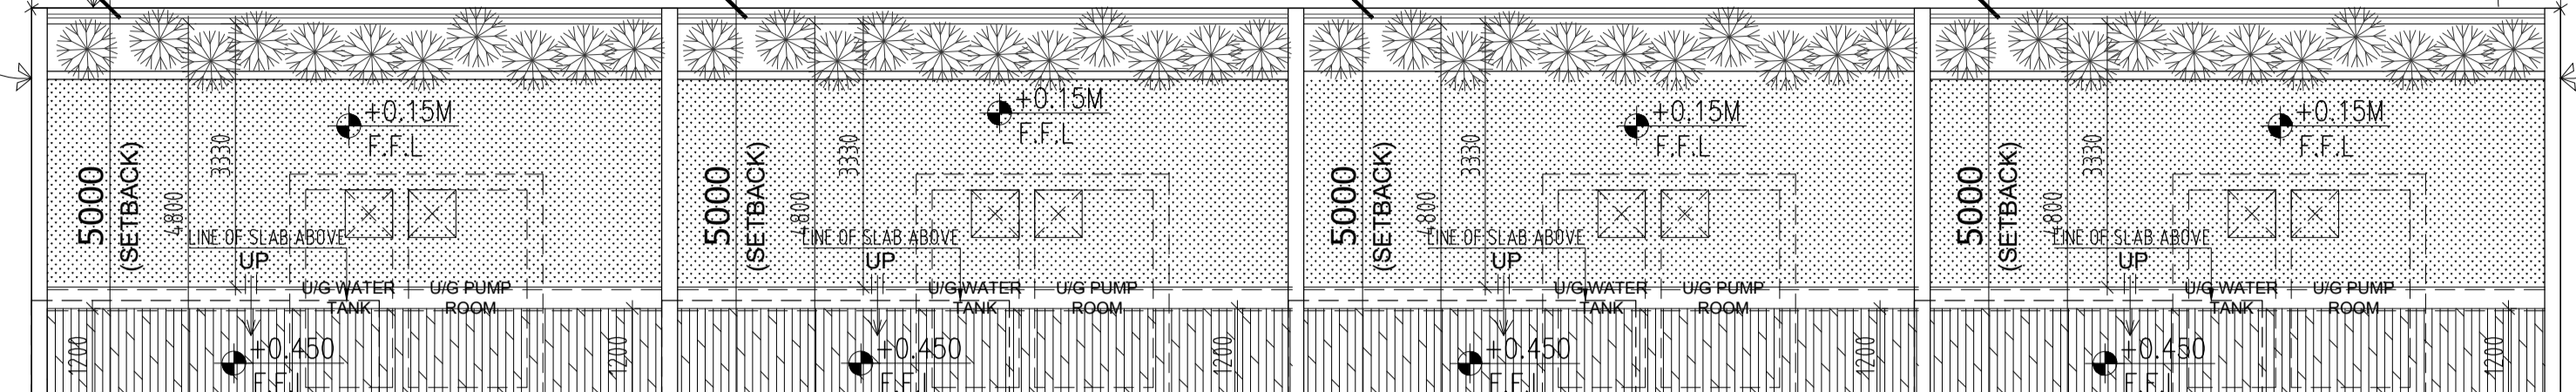 +0.15M
F.F.L
3330
5000
(SETBACK)
4800
LINE OF SLAB ABOVE
UP
U/G WATER
TANK
U/G PUMP
ROOM
1200
+0.450
F.F.L
1200
+0.15M
F.F.L
3330
5000
(SETBACK)
4800
LINE OF SLAB ABOVE
UP
U/G WATER
TANK
U/G PUMP
ROOM
+0.450
F.F.L
1200
+0.15M
F.F.L
3330
5000
(SETBACK)
4800
LINE OF SLAB ABOVE
UP
U/G WATER
TANK
U/G PUMP
ROOM
+0.450
F.F.L
1200
+0.15M
F.F.L
3330
5000
(SETBACK)
4800
LINE OF SLAB ABOVE
UP
U/G WATER
TANK
U/G PUMP
ROOM
+0.450
F.F.L
1200